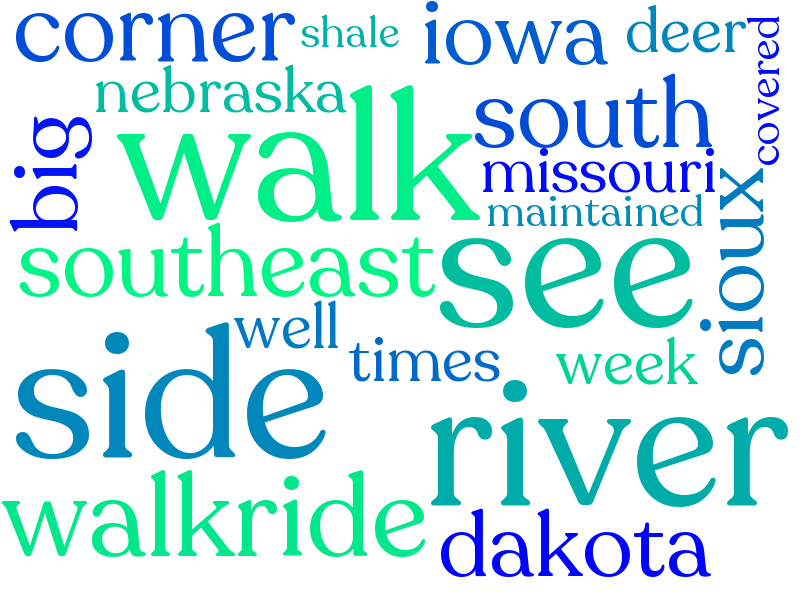 corner
shale
iowa
deer
covered
nebraska
walk
south
big
missouri
maintained
sioux
southeast
see
well
times
week
side
river
walkride
dakota